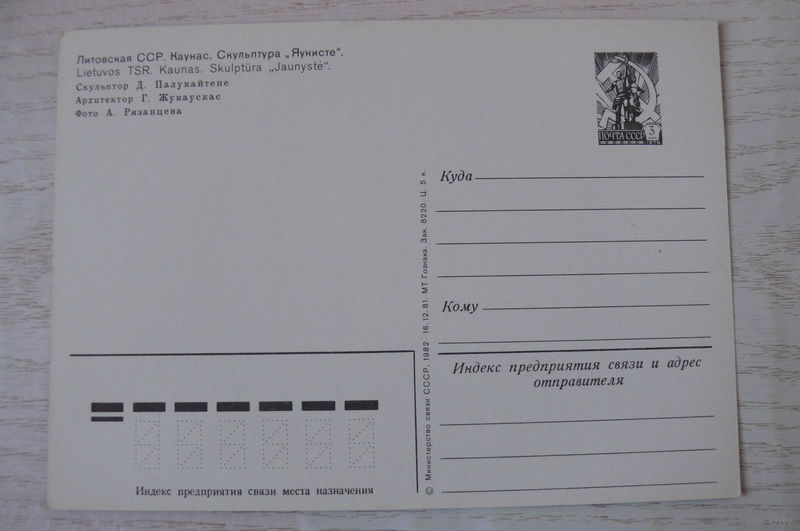 Литовская ССР. Каунас. Скульптура „Яунисте“.
Lietuvos TSR. Kaunas. Skulptūra „Jaunystė“.
Скульптор Д. Палукайтене
Архитектор Г. Жукаускас
Фото А. Рязанцева
ПОЧТА СССР 3
1976
Куда
Кому
Индекс предприятия связи и адрес
отправителя
© Министерство связи СССР, 1982 16.12.81. МТ Гознака. Зак. 8220. Ц. 5 к.
Индекс предприятия связи места назначения